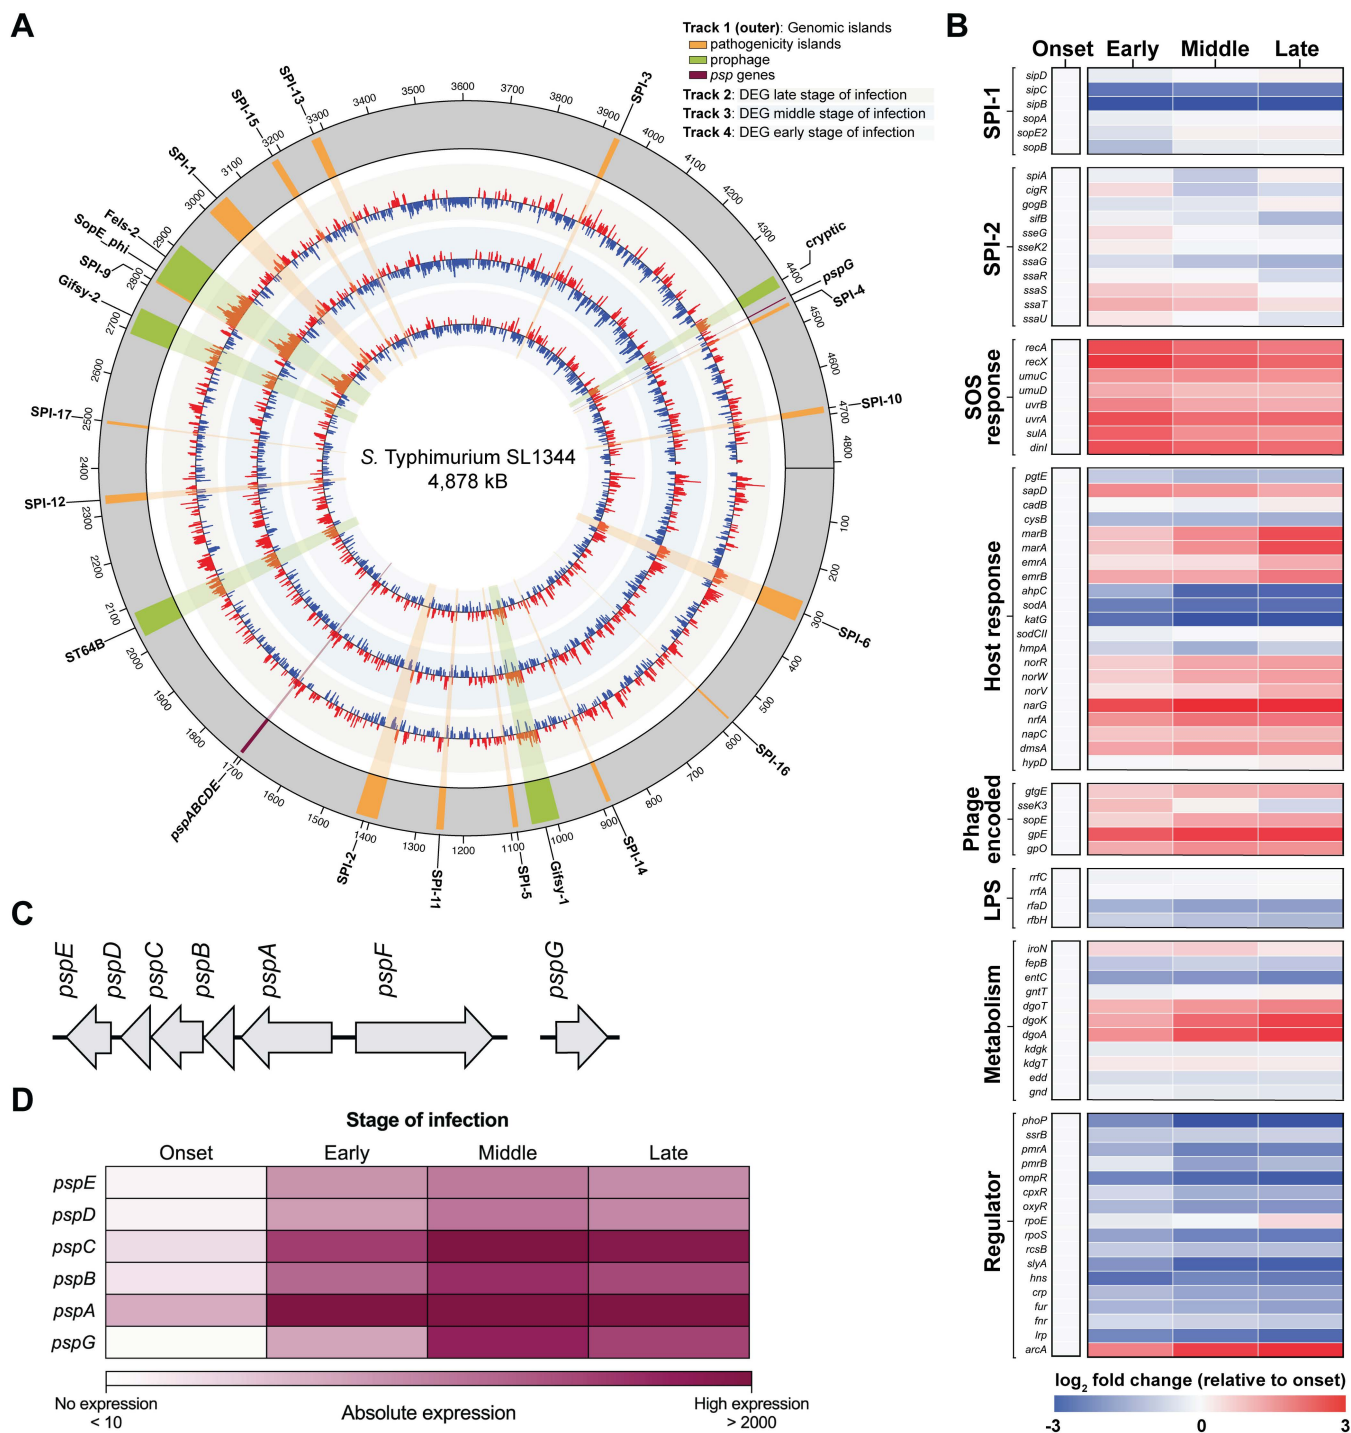 A
Track 1 (outer): Genomic islands
pathogenicity islands
prophage
psp genes
Track 2: DEG late stage of infection
Track 3: DEG middle stage of infection
Track 4: DEG early stage of infection
SPI-13
SPI-15
SPI-1
Fels-2
SopE_phi
SPI-9
Gifsy-2
SPI-17
SPI-12
ST64B
pspABCDE
SPI-2
SPI-11
SPI-5
Gifsy-1
SPI-14
SPI-16
SPI-6
SPI-10
SPI-4
pspG
cryptic
SPI-3
100
200
300
400
500
600
700
800
900
1000
1100
1200
1300
1400
1500
1600
1700
1800
1900
2000
2100
2200
2300
2400
2500
2600
2700
2800
2900
3000
3100
3200
3300
3400
3500
3600
3700
3800
3900
4000
4100
4200
4300
4400
4500
4600
4700
4800
S. Typhimurium SL1344
4,878 kB
B
Onset Early Middle Late
SPI-1
sipD
sipC
sipB
sopA
sopE2
sopB
SPI-2
spiA
cigR
gogB
sifB
sseG
sseK2
ssaG
ssaR
ssaS
ssaT
ssaU
SOS
response
recA
recX
umuC
umuD
uvrB
uvrA
sulA
dinI
Host response
pgtE
sapD
cadB
cysB
marB
marA
emrA
emrB
ahpC
sodA
katG
sodCII
hmpA
norR
norW
norV
narG
nrfA
napC
dmsA
hypD
Phage
encoded
gtgE
sseK3
sopE
gpE
gpO
LPS
rrfC
rrfA
rfaD
rfbH
Metabolism
iroN
fepB
entC
gntT
dgoT
dgoK
dgoA
kdgk
kdgT
edd
gnd
Regulator
phoP
ssrB
pmrA
pmrB
ompR
cpxR
oxyR
rpoE
rpoS
rcsB
slyA
hns
crp
fur
fnr
lrp
arcA
log2 fold change (relative to onset)
-3 0 3
C
pspE pspD pspC pspB pspA pspF pspG
D
Stage of infection
Onset Early Middle Late
pspE
pspD
pspC
pspB
pspA
pspG
No expression
< 10
Absolute expression
High expression
> 2000